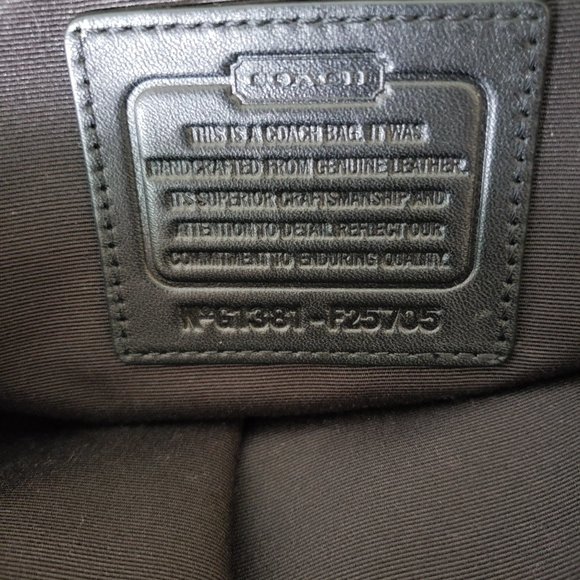 COACH
THIS IS A COACH BAG. IT WAS
HANDCRAFTED FROM GENUINE LEATHER.
ITS SUPERIOR CRAFTSMANSHIP AND
ATTENTION TO DETAIL REFLECT OUR
COMMITMENT TO ENDURING QUALITY.
Nº G1381-F25705